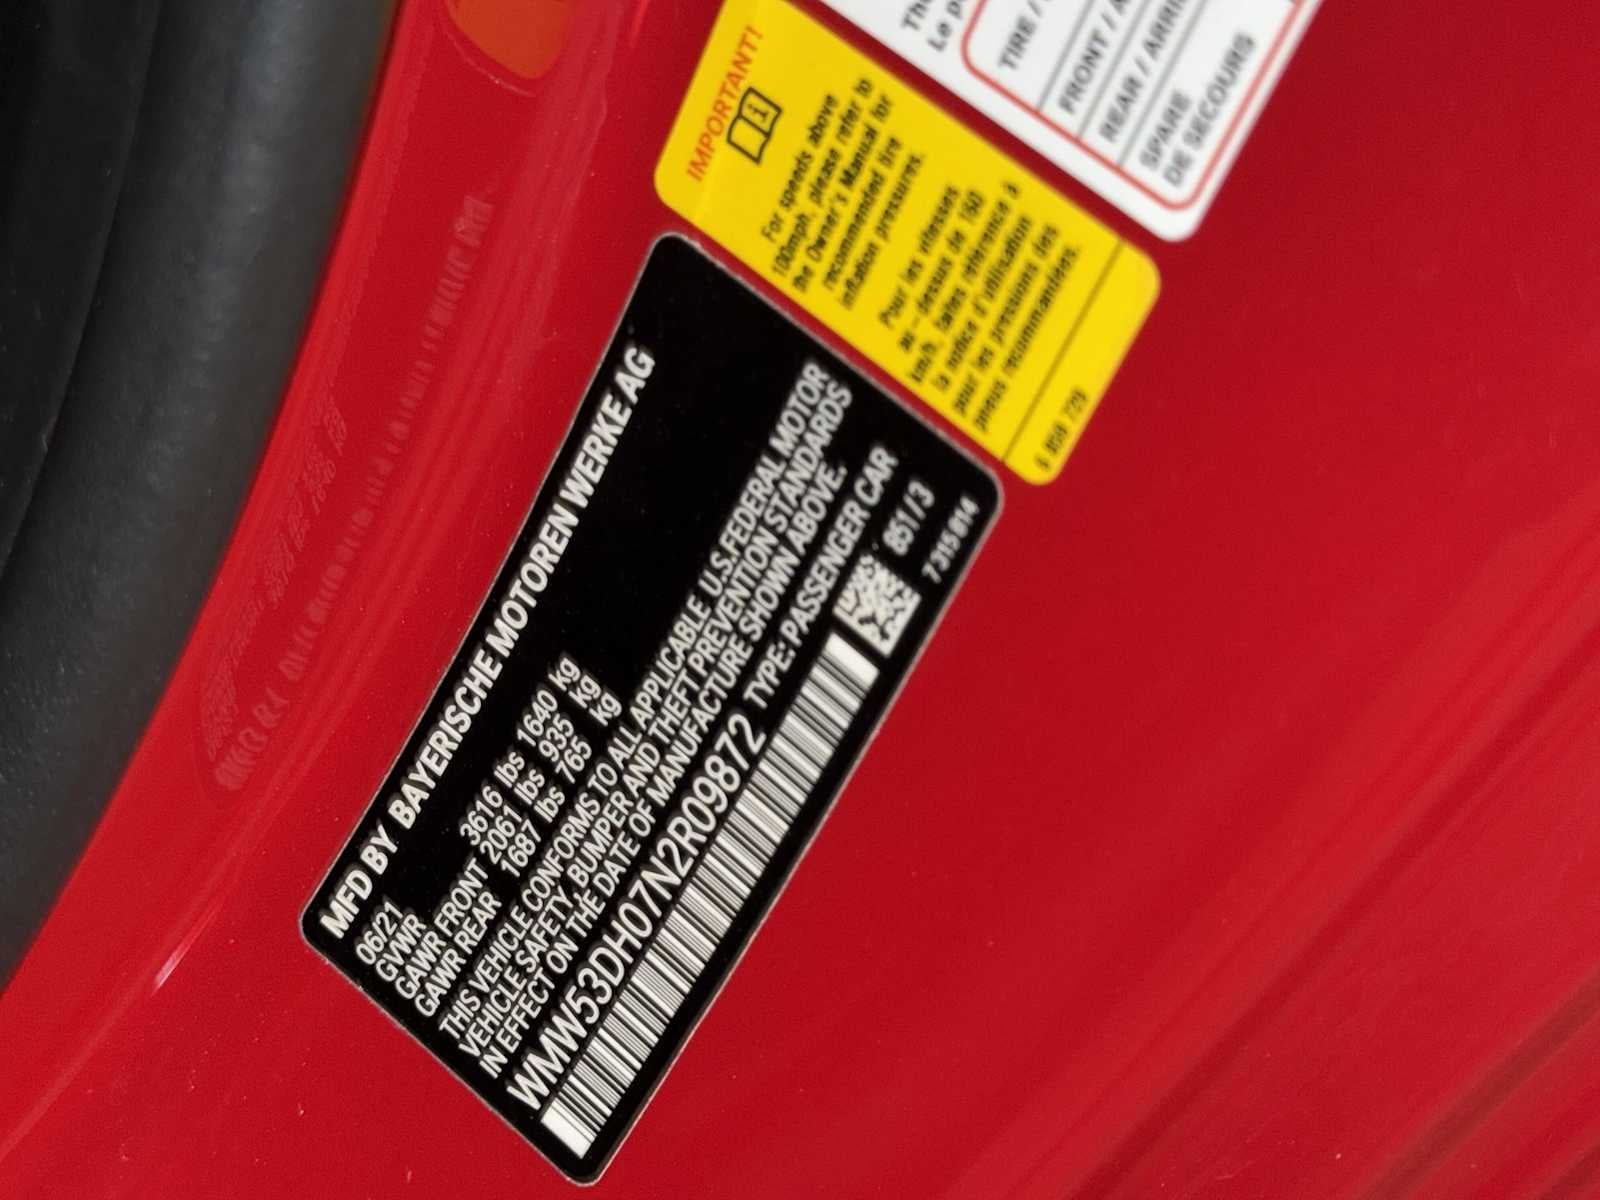 MFD BY BAYERISCHE MOTOREN WERKE AG
06/21
GVWR 3616 lbs 1640 kg
GAWR FRONT 2061 lbs 935 kg
GAWR REAR 1687 lbs 765 kg
THIS VEHICLE CONFORMS TO ALL APPLICABLE U.S.FEDERAL MOTOR
VEHICLE SAFETY, BUMPER AND THEFT PREVENTION STANDARDS
IN EFFECT ON THE DATE OF MANUFACTURE SHOWN ABOVE.
WMW53DH07N2R09872 TYPE: PASSENGER CAR
851/3
7315614
IMPORTANT!
i
For speeds above
100mph, please refer to
the Owner's Manual for
recommended tire
inflation pressures.
Pour les vitesses
au-dessus de 160
km/h, faites référence à
la notice d'utilisation
pour les pressions des
pneus recommandées.
The
Le p
TIRE /
FRONT / A
REAR / ARRI
SPARE
DE SECOURS